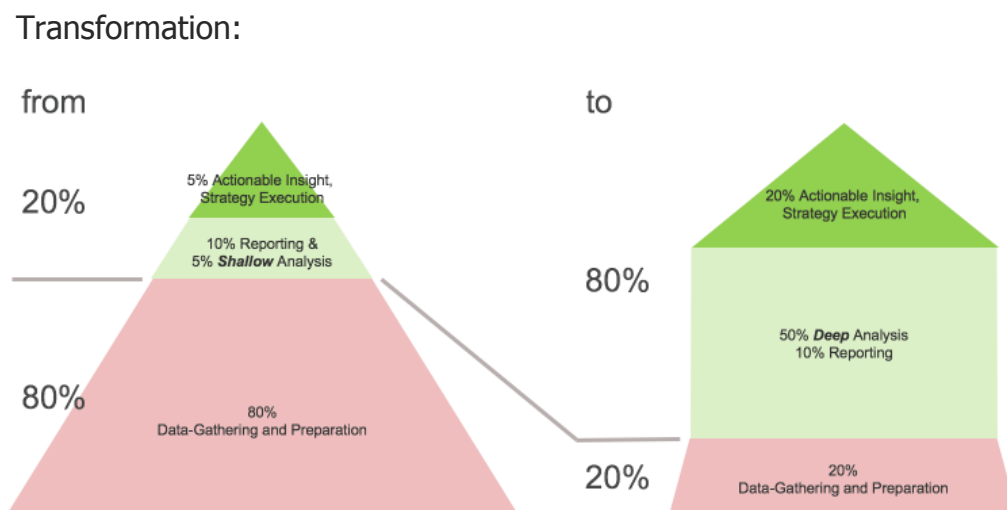 Transformation:
from
20%
5% Actionable Insight,
Strategy Execution
10% Reporting &
5% Shallow Analysis
80%
80%
Data-Gathering and Preparation
to
20% Actionable Insight,
Strategy Execution
80%
50% Deep Analysis
10% Reporting
20%
20%
Data-Gathering and Preparation